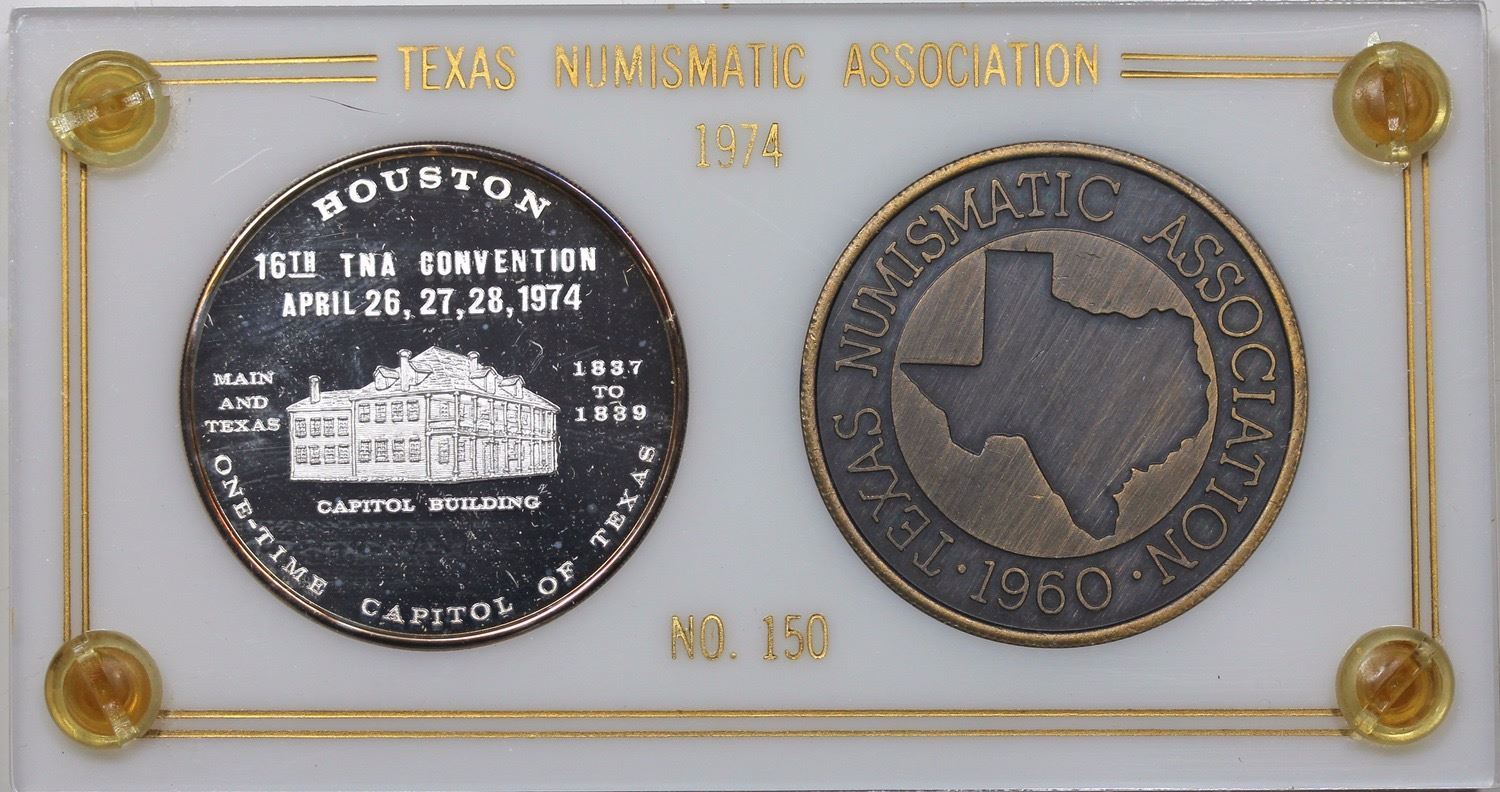 TEXAS NUMISMATIC ASSOCIATION
1974
HOUSTON
16TH TNA CONVENTION
APRIL 26, 27, 28, 1974
MAIN
AND
TEXAS
1837
TO
1839
CAPITOL BUILDING
ONE-TIME CAPITOL OF TEXAS
TEXAS NUMISMATIC ASSOCIATION
· 1960 ·
NO. 150